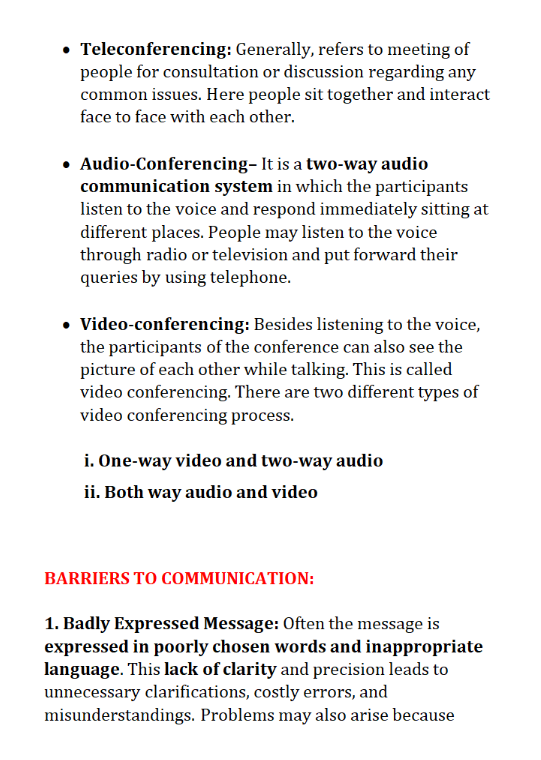 • Teleconferencing: Generally, refers to meeting of
people for consultation or discussion regarding any
common issues. Here people sit together and interact
face to face with each other.
• Audio-Conferencing– It is a two-way audio
communication system in which the participants
listen to the voice and respond immediately sitting at
different places. People may listen to the voice
through radio or television and put forward their
queries by using telephone.
• Video-conferencing: Besides listening to the voice,
the participants of the conference can also see the
picture of each other while talking. This is called
video conferencing. There are two different types of
video conferencing process.
i. One-way video and two-way audio
ii. Both way audio and video
BARRIERS TO COMMUNICATION:
1. Badly Expressed Message: Often the message is
expressed in poorly chosen words and inappropriate
language. This lack of clarity and precision leads to
unnecessary clarifications, costly errors, and
misunderstandings. Problems may also arise because